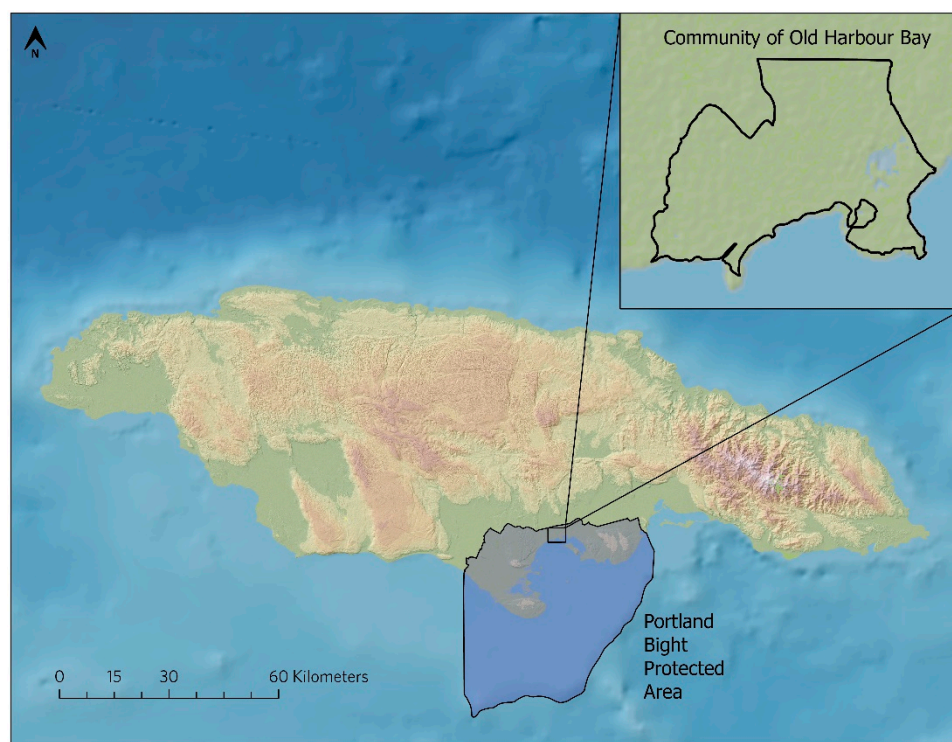 N
Community of Old Harbour Bay
Portland
Bight
Protected
Area
0 15 30 60 Kilometers